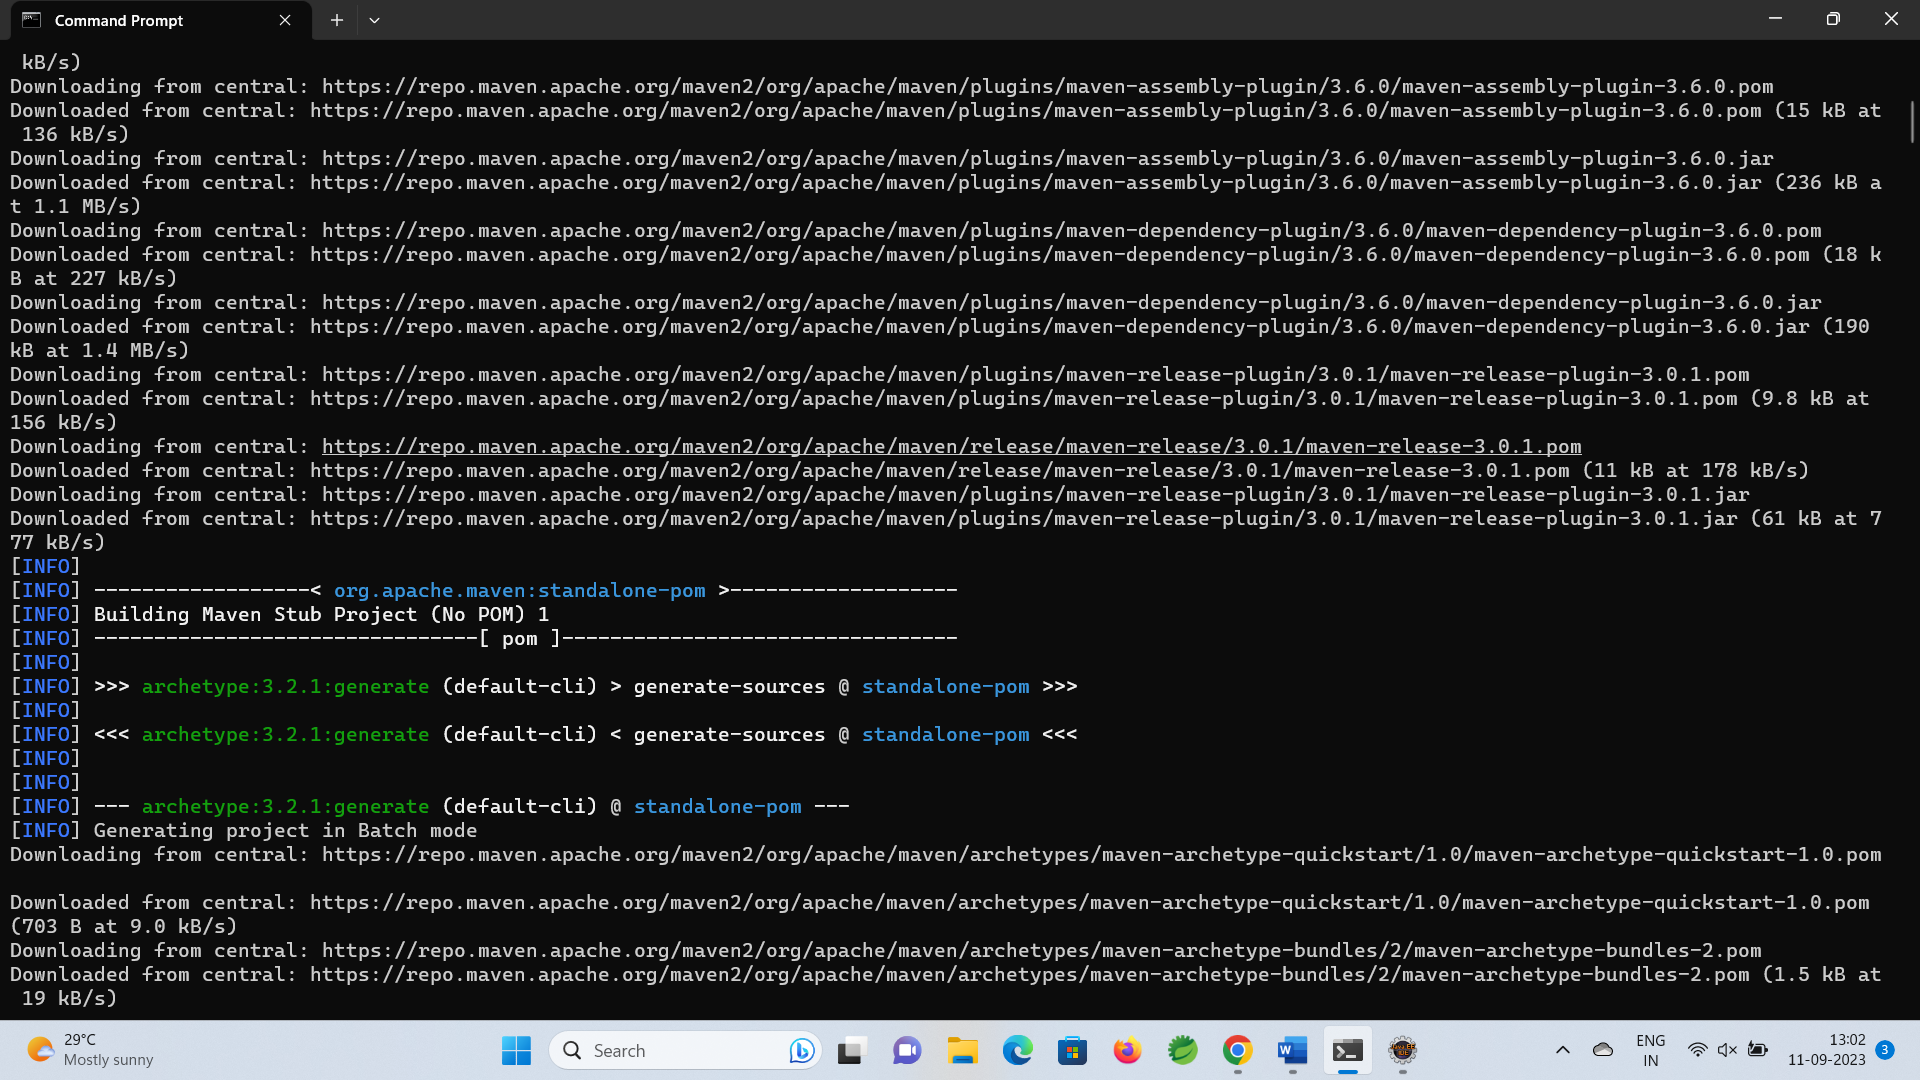 Command Prompt
kB/s)
Downloading from central: https://repo.maven.apache.org/maven2/org/apache/maven/plugins/maven-assembly-plugin/3.6.0/maven-assembly-plugin-3.6.0.pom
Downloaded from central: https://repo.maven.apache.org/maven2/org/apache/maven/plugins/maven-assembly-plugin/3.6.0/maven-assembly-plugin-3.6.0.pom (15 kB at
 136 kB/s)
Downloading from central: https://repo.maven.apache.org/maven2/org/apache/maven/plugins/maven-assembly-plugin/3.6.0/maven-assembly-plugin-3.6.0.jar
Downloaded from central: https://repo.maven.apache.org/maven2/org/apache/maven/plugins/maven-assembly-plugin/3.6.0/maven-assembly-plugin-3.6.0.jar (236 kB a
t 1.1 MB/s)
Downloading from central: https://repo.maven.apache.org/maven2/org/apache/maven/plugins/maven-dependency-plugin/3.6.0/maven-dependency-plugin-3.6.0.pom
Downloaded from central: https://repo.maven.apache.org/maven2/org/apache/maven/plugins/maven-dependency-plugin/3.6.0/maven-dependency-plugin-3.6.0.pom (18 k
B at 227 kB/s)
Downloading from central: https://repo.maven.apache.org/maven2/org/apache/maven/plugins/maven-dependency-plugin/3.6.0/maven-dependency-plugin-3.6.0.jar
Downloaded from central: https://repo.maven.apache.org/maven2/org/apache/maven/plugins/maven-dependency-plugin/3.6.0/maven-dependency-plugin-3.6.0.jar (190
kB at 1.4 MB/s)
Downloading from central: https://repo.maven.apache.org/maven2/org/apache/maven/plugins/maven-release-plugin/3.0.1/maven-release-plugin-3.0.1.pom
Downloaded from central: https://repo.maven.apache.org/maven2/org/apache/maven/plugins/maven-release-plugin/3.0.1/maven-release-plugin-3.0.1.pom (9.8 kB at
156 kB/s)
Downloading from central: https://repo.maven.apache.org/maven2/org/apache/maven/release/maven-release/3.0.1/maven-release-3.0.1.pom
Downloaded from central: https://repo.maven.apache.org/maven2/org/apache/maven/release/maven-release/3.0.1/maven-release-3.0.1.pom (11 kB at 178 kB/s)
Downloading from central: https://repo.maven.apache.org/maven2/org/apache/maven/plugins/maven-release-plugin/3.0.1/maven-release-plugin-3.0.1.jar
Downloaded from central: https://repo.maven.apache.org/maven2/org/apache/maven/plugins/maven-release-plugin/3.0.1/maven-release-plugin-3.0.1.jar (61 kB at 7
77 kB/s)
[INFO]
[INFO] ------------------< org.apache.maven:standalone-pom >-------------------
[INFO] Building Maven Stub Project (No POM) 1
[INFO] --------------------------------[ pom ]---------------------------------
[INFO]
[INFO] >>> archetype:3.2.1:generate (default-cli) > generate-sources @ standalone-pom >>>
[INFO]
[INFO] <<< archetype:3.2.1:generate (default-cli) < generate-sources @ standalone-pom <<<
[INFO]
[INFO]
[INFO] --- archetype:3.2.1:generate (default-cli) @ standalone-pom ---
[INFO] Generating project in Batch mode
Downloading from central: https://repo.maven.apache.org/maven2/org/apache/maven/archetypes/maven-archetype-quickstart/1.0/maven-archetype-quickstart-1.0.pom
Downloaded from central: https://repo.maven.apache.org/maven2/org/apache/maven/archetypes/maven-archetype-quickstart/1.0/maven-archetype-quickstart-1.0.pom
(703 B at 9.0 kB/s)
Downloading from central: https://repo.maven.apache.org/maven2/org/apache/maven/archetypes/maven-archetype-bundles/2/maven-archetype-bundles-2.pom
Downloaded from central: https://repo.maven.apache.org/maven2/org/apache/maven/archetypes/maven-archetype-bundles/2/maven-archetype-bundles-2.pom (1.5 kB at
 19 kB/s)
29°C
Mostly sunny
Search
ENG
IN
13:02
11-09-2023
3